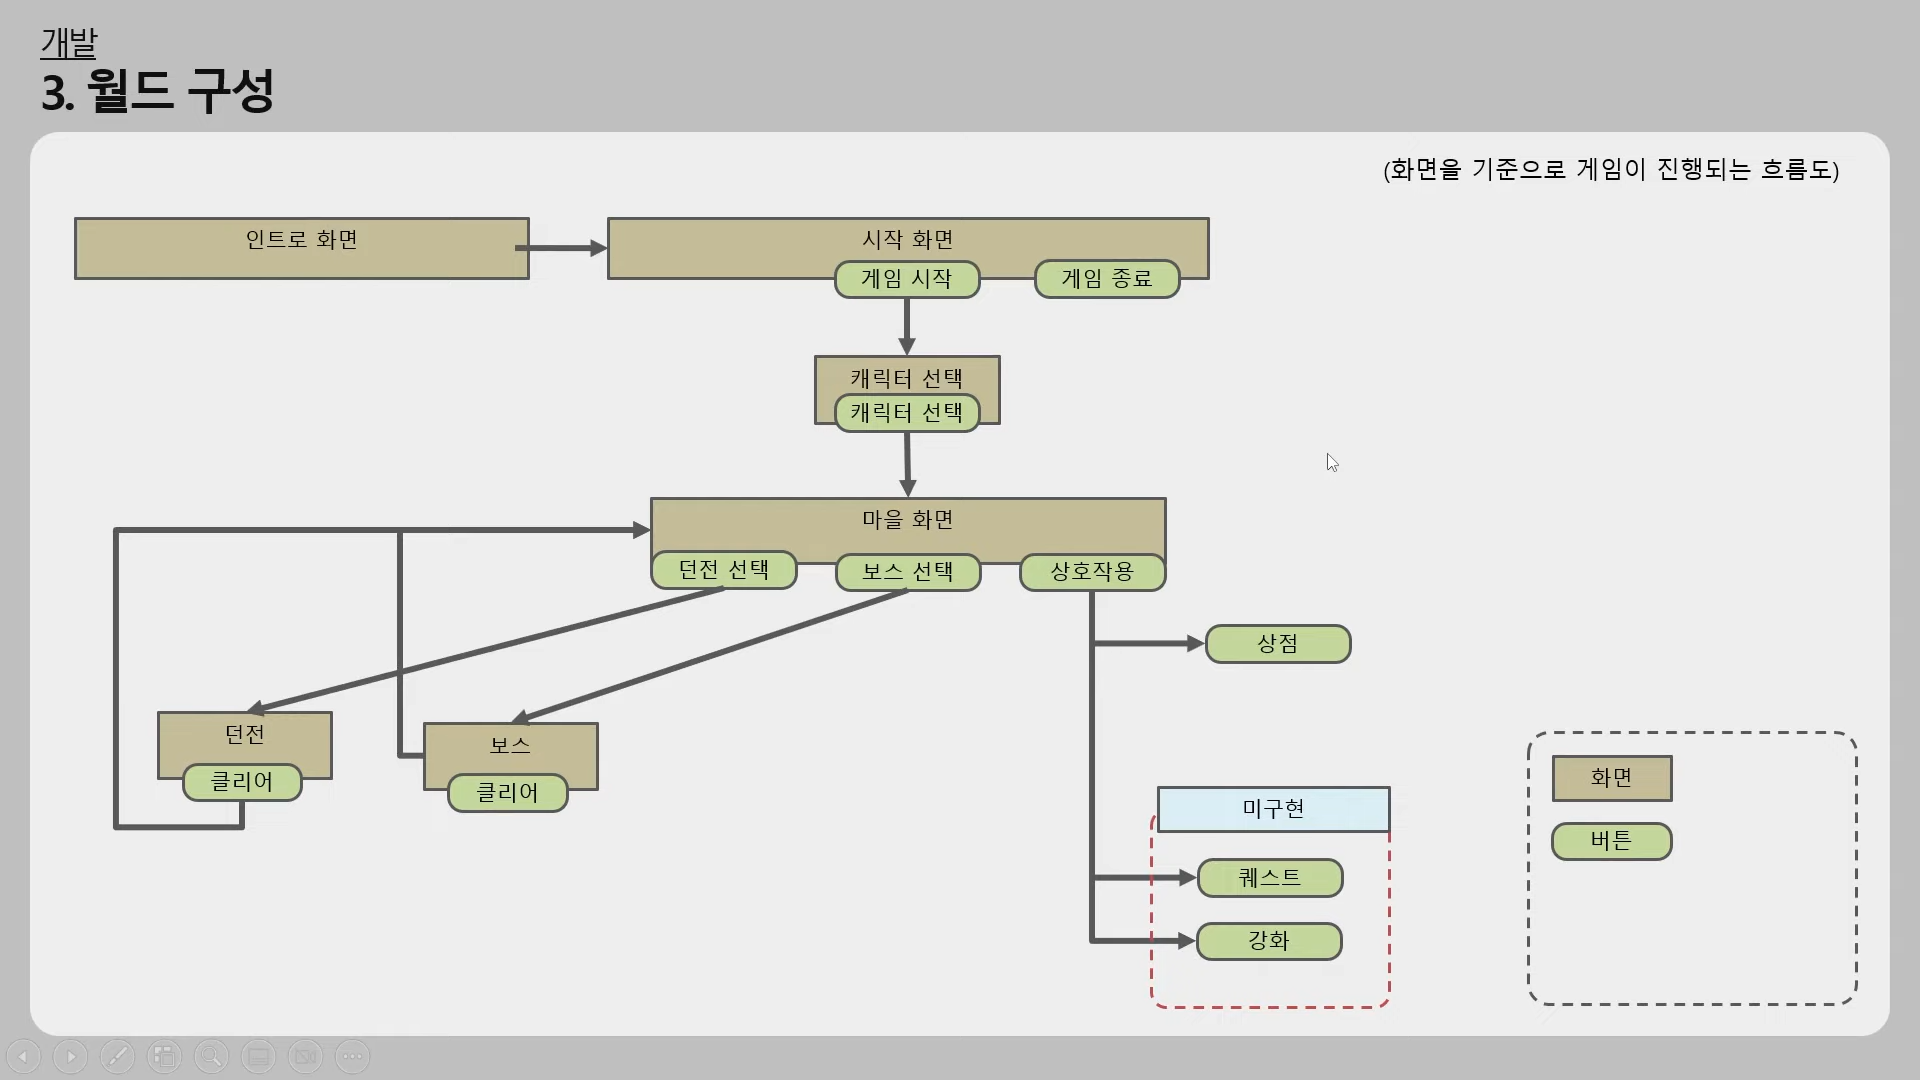 개발
3. 월드 구성
(화면을 기준으로 게임이 진행되는 흐름도)
인트로 화면
시작 화면
게임 시작
게임 종료
캐릭터 선택
캐릭터 선택
마을 화면
던전 선택
보스 선택
상호작용
상점
던전
클리어
보스
클리어
미구현
퀘스트
강화
화면
버튼